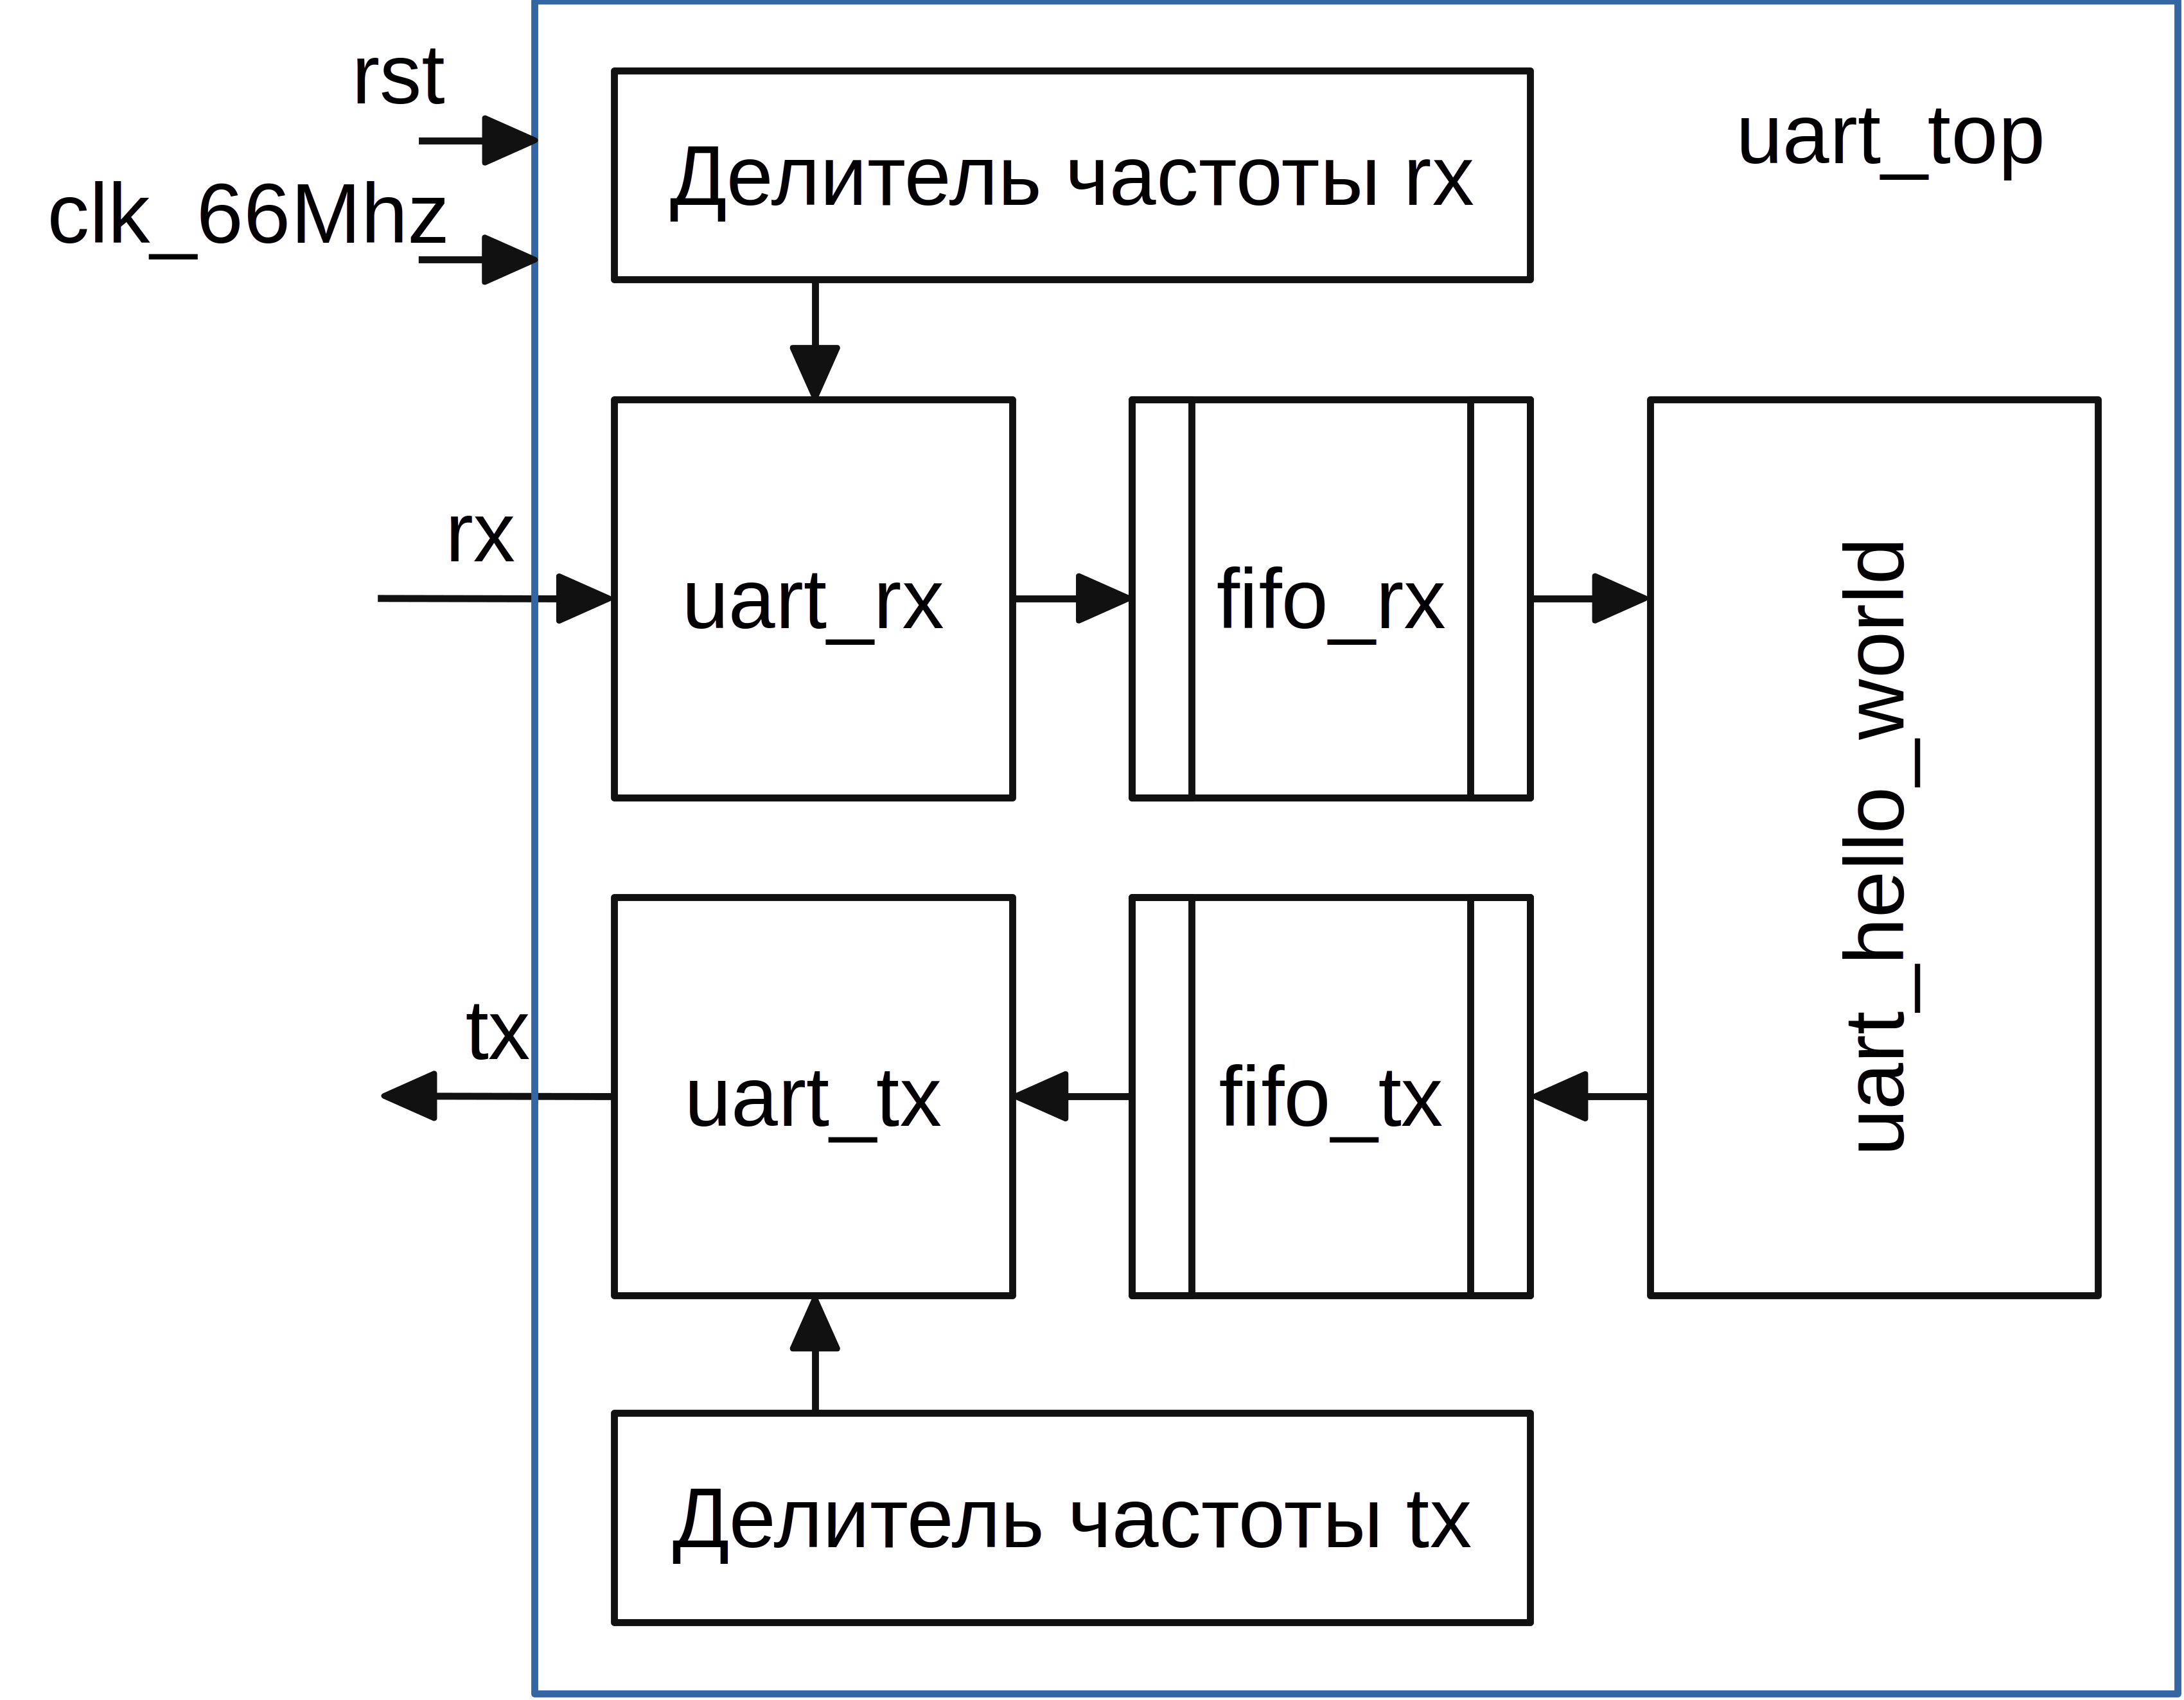 rst
uart_top
Делитель частоты rx
clk_66Mhz
rx
uart_rx
fifo_rx
uart_hello_world
tx
uart_tx
fifo_tx
Делитель частоты tx